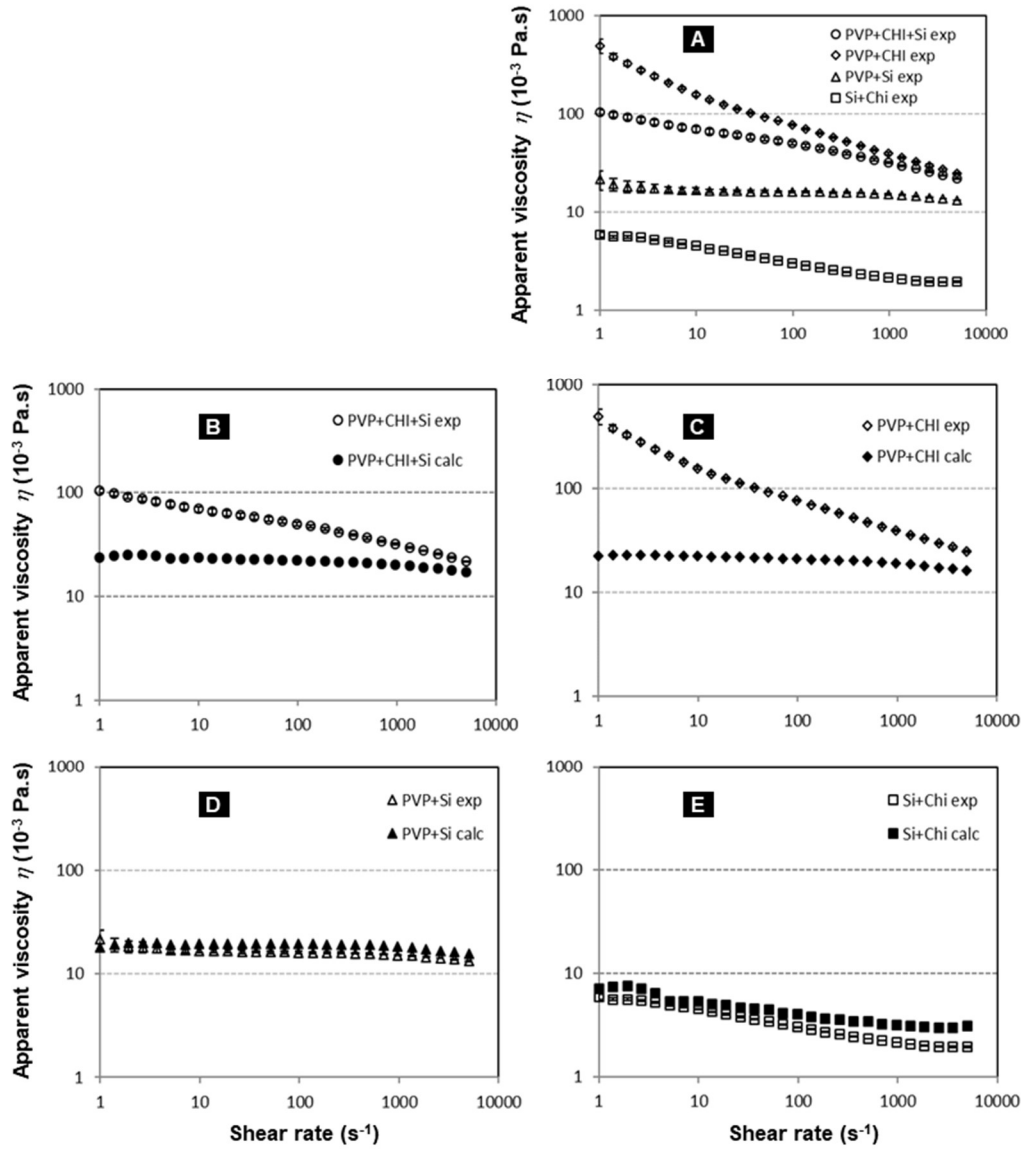 A
PVP+CHI+Si exp
PVP+CHI exp
PVP+Si exp
Si+Chi exp
Apparent viscosity η (10⁻³ Pa.s)
1000
100
10
1
1 10 100 1000 10000
B
PVP+CHI+Si exp
PVP+CHI+Si calc
Apparent viscosity η (10⁻³ Pa.s)
1000
100
10
1
1 10 100 1000 10000
C
PVP+CHI exp
PVP+CHI calc
1000
100
10
1
1 10 100 1000 10000
D
PVP+Si exp
PVP+Si calc
Apparent viscosity η (10⁻³ Pa.s)
1000
100
10
1
1 10 100 1000 10000
Shear rate (s⁻¹)
E
Si+Chi exp
Si+Chi calc
1000
100
10
1
1 10 100 1000 10000
Shear rate (s⁻¹)